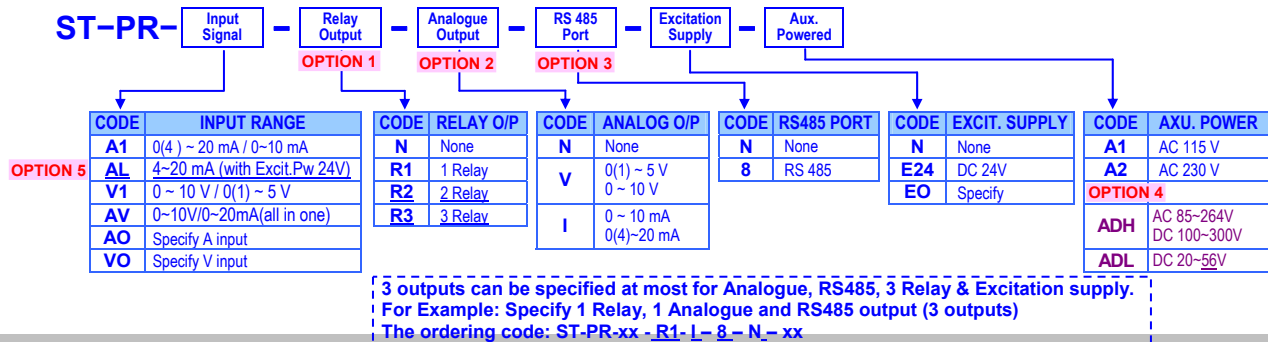 ST-PR- Input Signal - Relay Output - Analogue Output - RS 485 Port - Excitation Supply - Aux. Powered
OPTION 1 OPTION 2 OPTION 3
CODE INPUT RANGE
A1 0(4 ) ~ 20 mA / 0~10 mA
OPTION 5 AL 4~20 mA (with Excit.Pw 24V)
V1 0 ~ 10 V / 0(1) ~ 5 V
AV 0~10V/0~20mA(all in one)
AO Specify A input
VO Specify V input
CODE RELAY O/P
N None
R1 1 Relay
R2 2 Relay
R3 3 Relay
CODE ANALOG O/P
N None
V 0(1) ~ 5 V
0 ~ 10 V
I 0 ~ 10 mA
0(4)~20 mA
CODE RS485 PORT
N None
8 RS 485
CODE EXCIT. SUPPLY
N None
E24 DC 24V
EO Specify
CODE AXU. POWER
A1 AC 115 V
A2 AC 230 V
OPTION 4
ADH AC 85~264V
DC 100~300V
ADL DC 20~56V
3 outputs can be specified at most for Analogue, RS485, 3 Relay & Excitation supply.
For Example: Specify 1 Relay, 1 Analogue and RS485 output (3 outputs)
The ordering code: ST-PR-xx - R1- I – 8 – N – xx